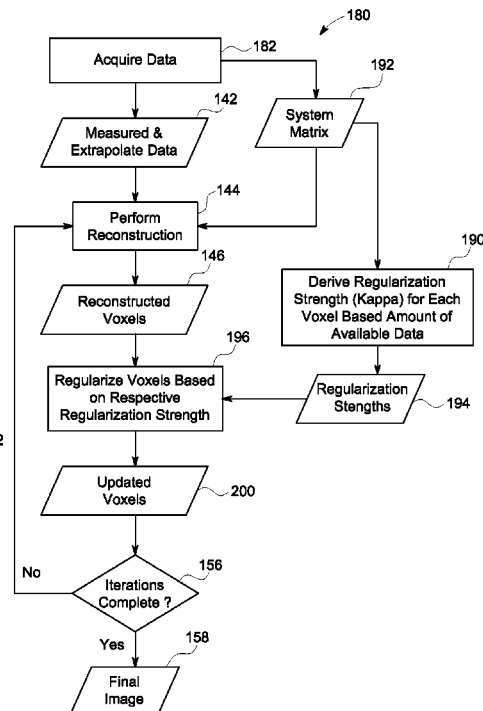 180
Acquire Data
182
192
142
System
Matrix
Measured &
Extrapolate Data
144
Perform
Reconstruction
190
146
Derive Regularization
Strength (Kappa) for Each
Voxel Based Amount of
Available Data
Reconstructed
Voxels
196
Regularize Voxels Based
on Respective
Regularization Strength
Regularization
Stengths
194
Updated
Voxels
200
No
156
Iterations
Complete ?
Yes
158
Final
Image